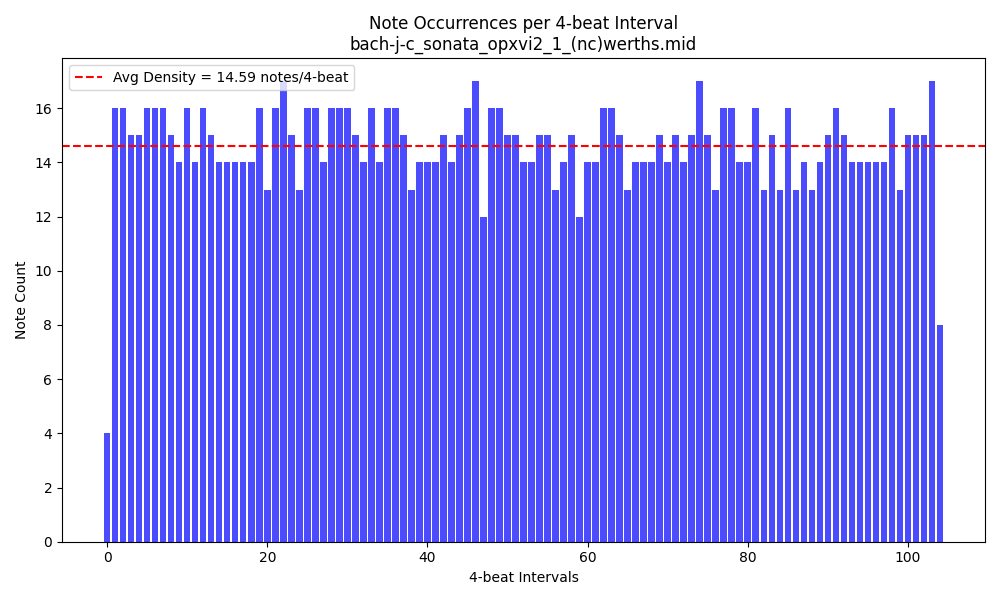 Note Occurrences per 4-beat Interval
bach-j-c_sonata_opxvi2_1_(nc)werths.mid
Avg Density = 14.59 notes/4-beat
Note Count
16
14
12
10
8
6
4
2
0
0 20 40 60 80 100
4-beat Intervals